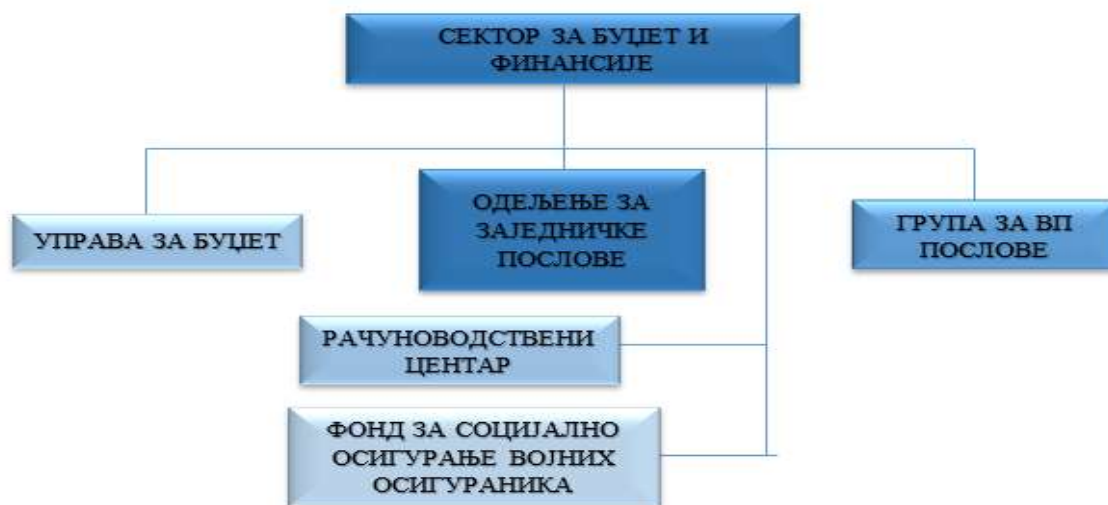 СЕКТОР ЗА БУЏЕТ И
ФИНАНСИЈЕ
УПРАВА ЗА БУЏЕТ
ОДЕЉЕЊЕ ЗА
ЗАЈЕДНИЧКЕ
ПОСЛОВЕ
ГРУПА ЗА ВП
ПОСЛОВЕ
РАЧУНОВОДСТВЕНИ
ЦЕНТАР
ФОНД ЗА СОЦИЈАЛНО
ОСИГУРАЊЕ ВОЈНИХ
ОСИГУРАНИКА